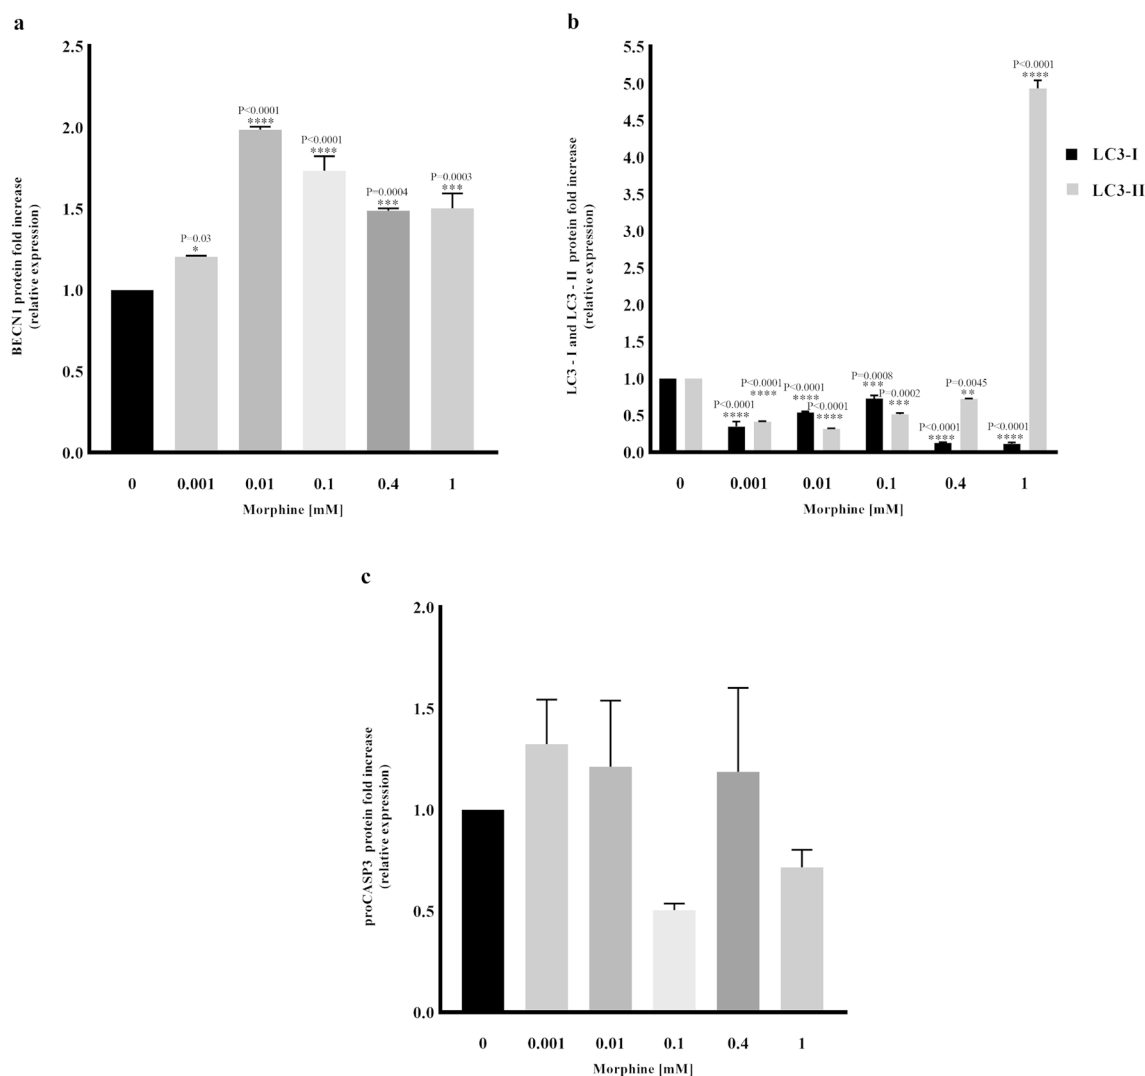 a
BECN1 protein fold increase
(relative expression)
2.5
2.0
1.5
1.0
0.5
0.0
P=0.03
*
P<0.0001
****
P<0.0001
****
P=0.0004
***
P=0.0003
***
0 0.001 0.01 0.1 0.4 1
Morphine [mM]
b
LC3 - I and LC3 - II protein fold increase
(relative expression)
5.5
5.0
4.5
4.0
3.5
3.0
2.5
2.0
1.5
1.0
0.5
0.0
P<0.0001
****
P<0.0001
****
P<0.0001
****
P<0.0001
****
P=0.0008
***
P=0.0002
***
P<0.0001
****
P=0.0045
**
P<0.0001
****
P<0.0001
****
LC3-I
LC3-II
0 0.001 0.01 0.1 0.4 1
Morphine [mM]
c
proCASP3 protein fold increase
(relative expression)
2.0
1.5
1.0
0.5
0.0
0 0.001 0.01 0.1 0.4 1
Morphine [mM]